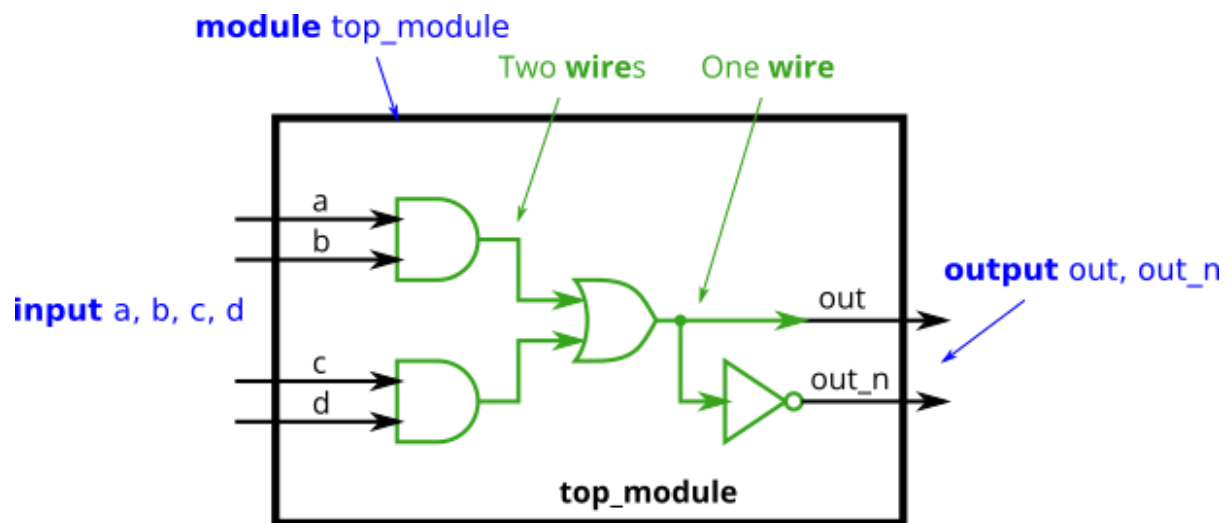 module top_module
Two wires
One wire
a
b
input a, b, c, d
c
d
output out, out_n
out
out_n
top_module